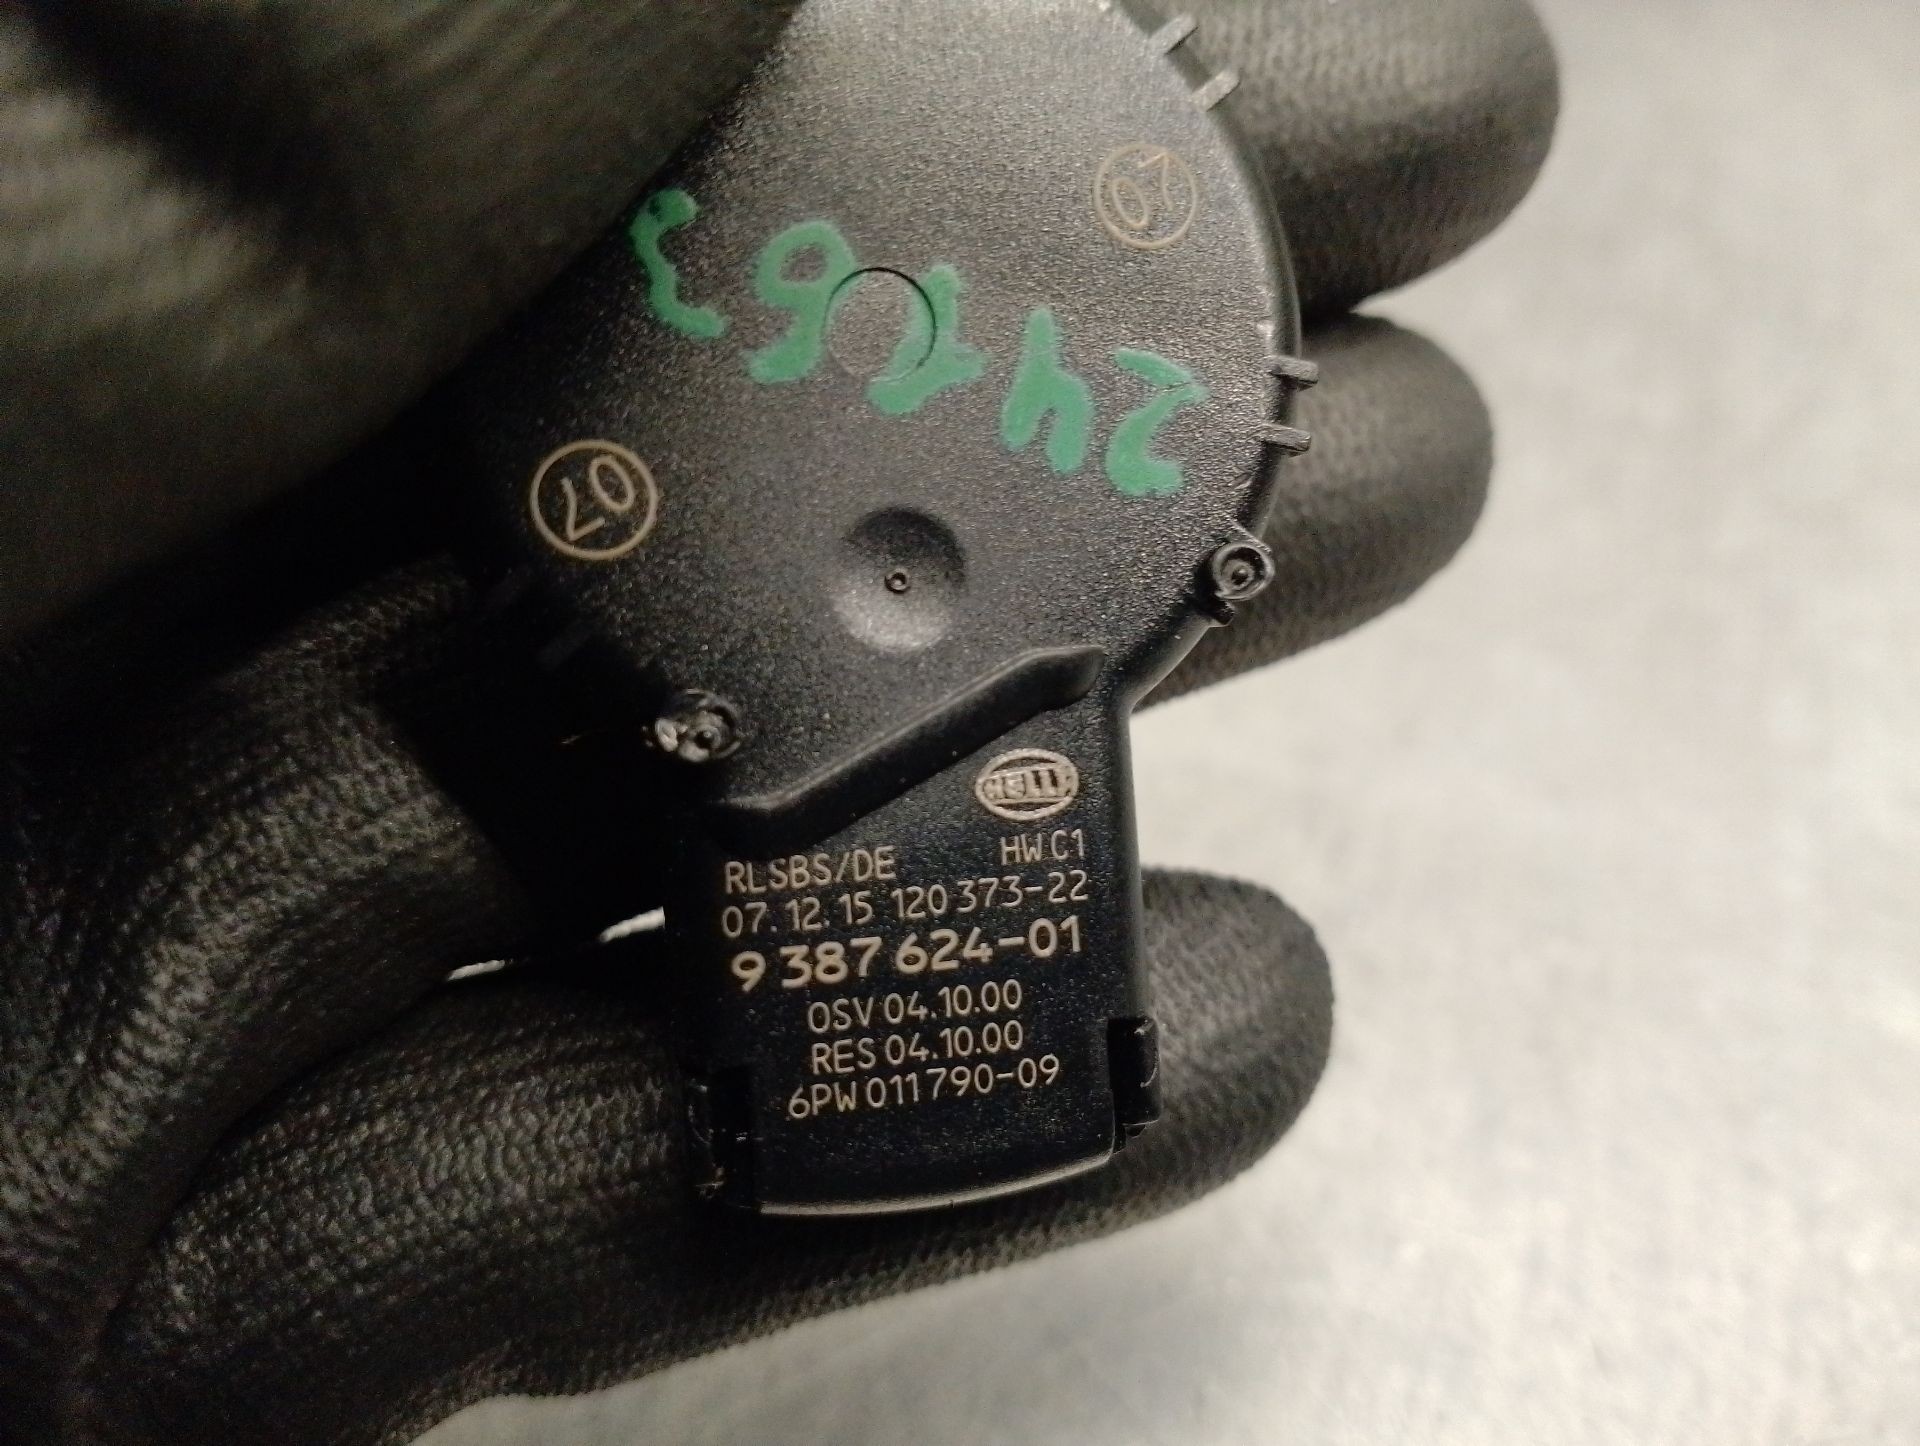 07
07
HELLA
RLSBS/DE HW C1
07.12.15 120 373-22
9 387 624-01
OSV 04.10.00
RES 04.10.00
6PW 011 790-09